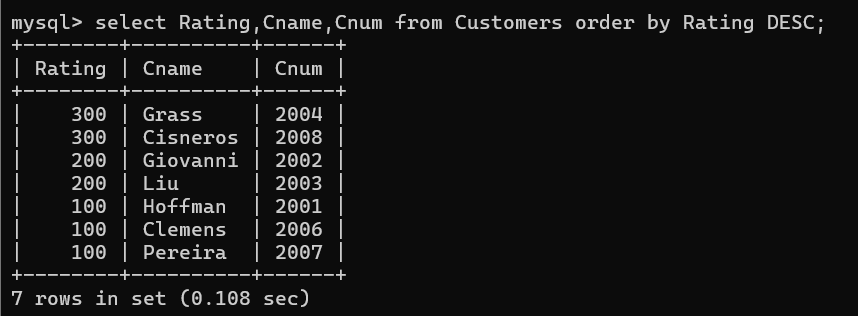 mysql> select Rating,Cname,Cnum from Customers order by Rating DESC;
+--------+----------+------+
| Rating | Cname    | Cnum |
+--------+----------+------+
|    300 | Grass    | 2004 |
|    300 | Cisneros | 2008 |
|    200 | Giovanni | 2002 |
|    200 | Liu      | 2003 |
|    100 | Hoffman  | 2001 |
|    100 | Clemens  | 2006 |
|    100 | Pereira  | 2007 |
+--------+----------+------+
7 rows in set (0.108 sec)